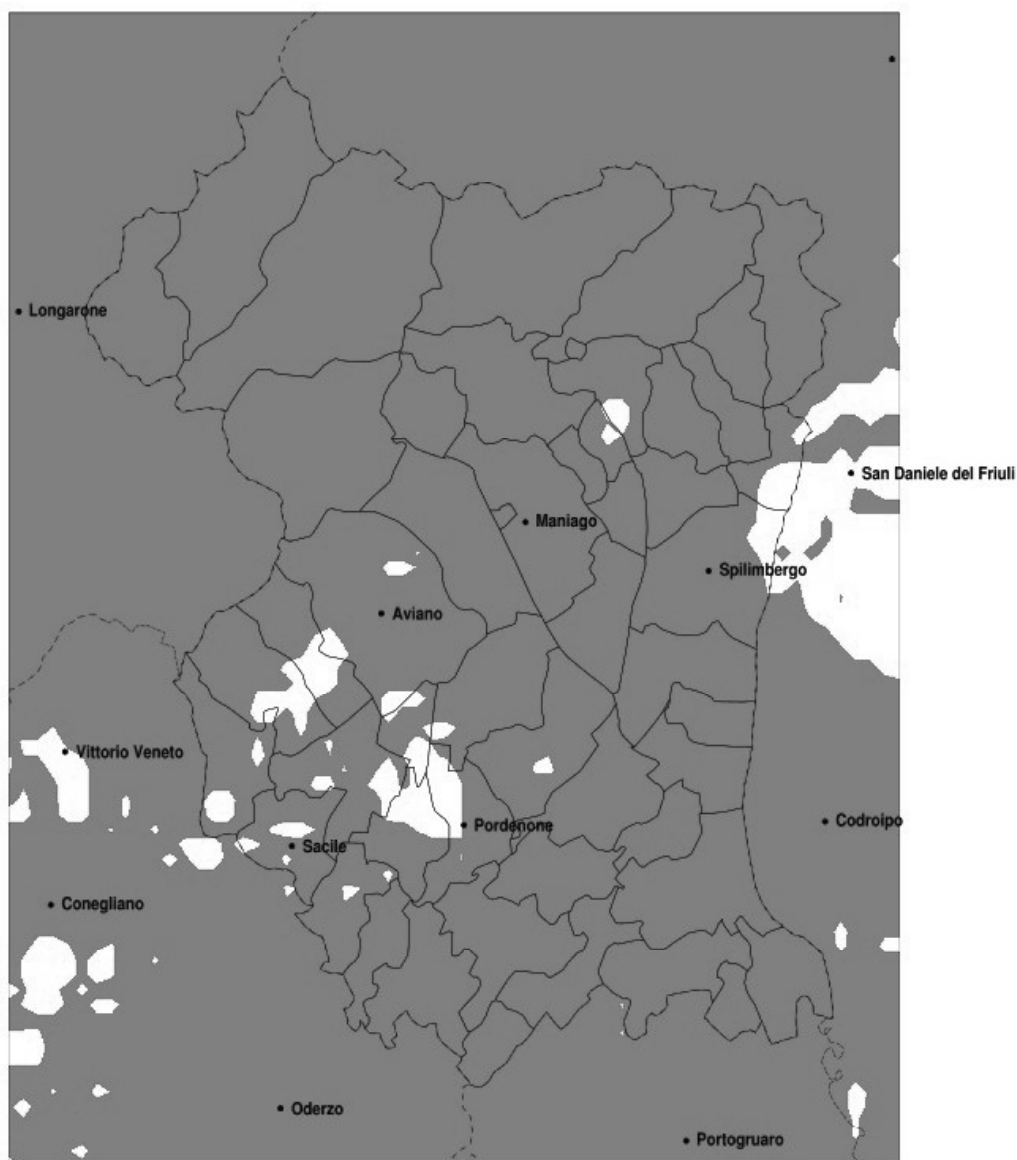 Longarone
San Daniele del Friuli
Maniago
Spilimbergo
Aviano
Vittorio Veneto
Codroipo
Pordenone
Sacile
Conegliano
Oderzo
Portogruaro